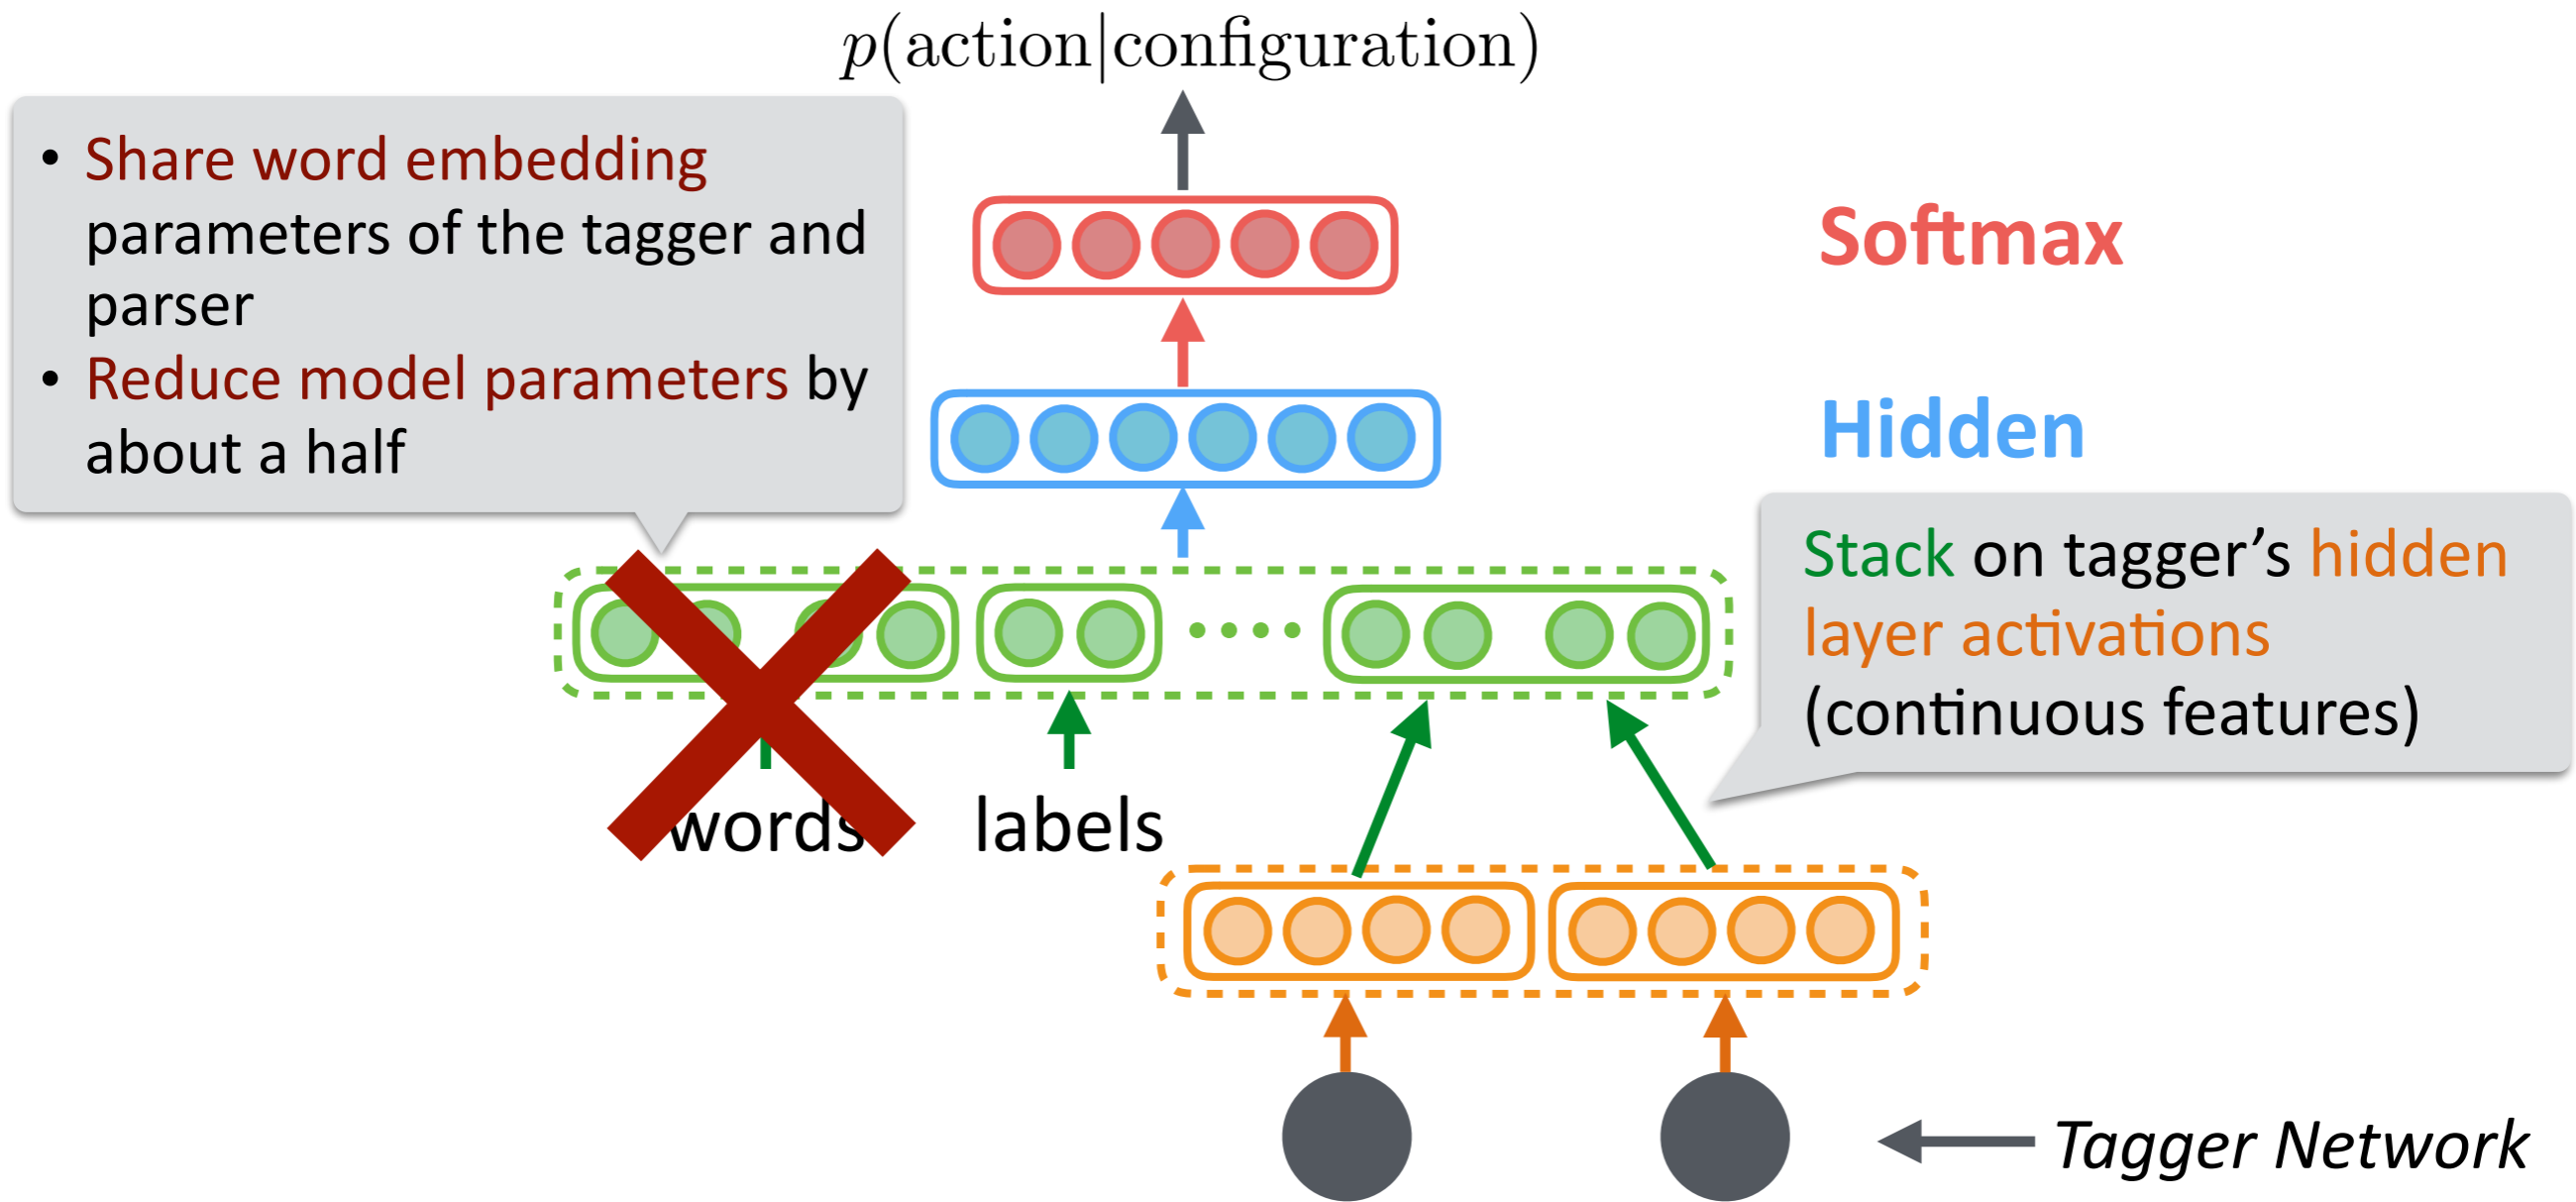 p(action|configuration)
• Share word embedding
parameters of the tagger and
parser
• Reduce model parameters by
about a half
Softmax
Hidden
Stack on tagger’s hidden
layer activations
(continuous features)
words
labels
Tagger Network